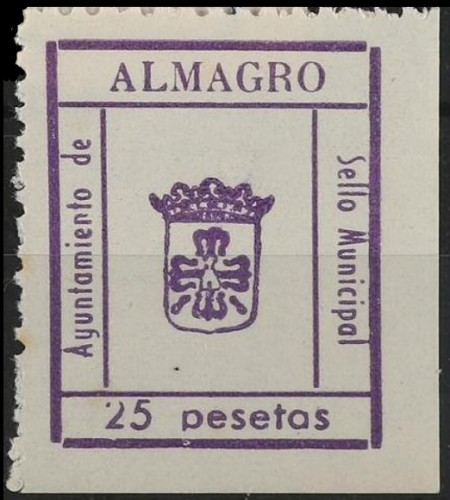 ALMAGRO
Ayuntamiento de
Sello Municipal
25 pesetas